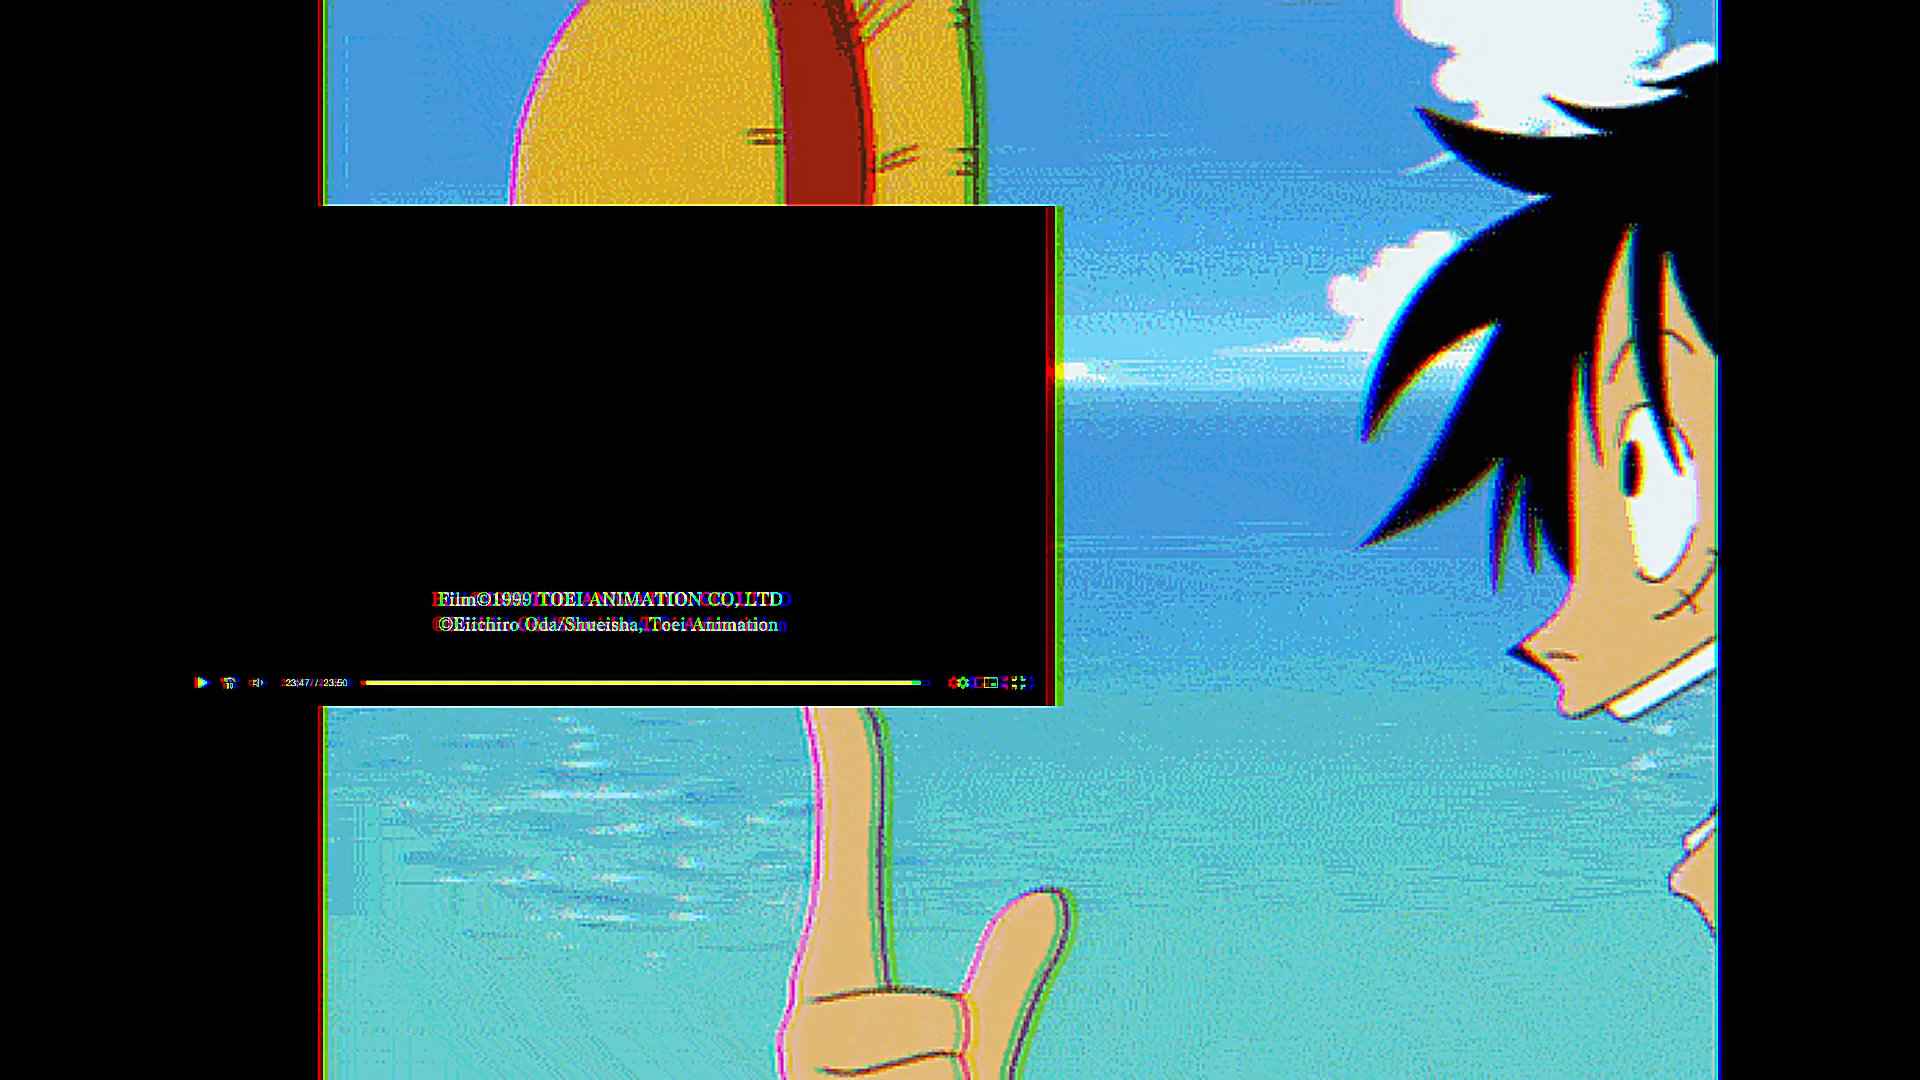 Film©1999 TOEI ANIMATION CO., LTD
©Eiichiro Oda/Shueisha, Toei Animation
23:47 / 23:50